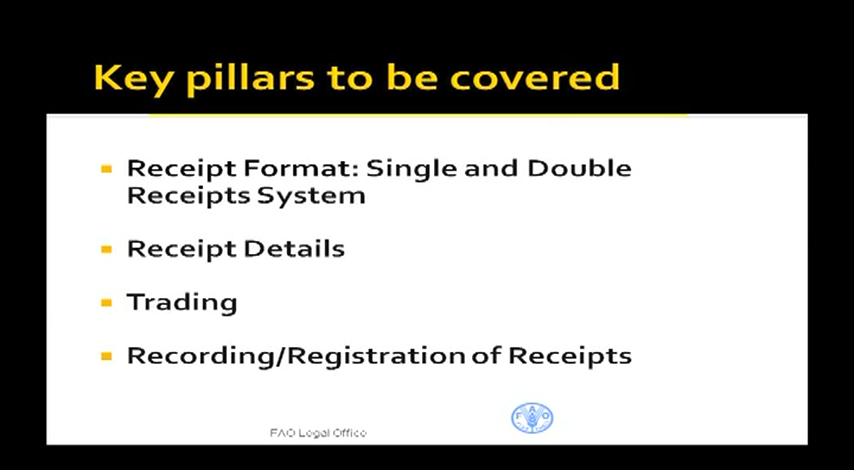 Key pillars to be covered
Receipt Format: Single and Double
Receipts System
Receipt Details
Trading
Recording/Registration of Receipts
FAO Legal Office
F A O